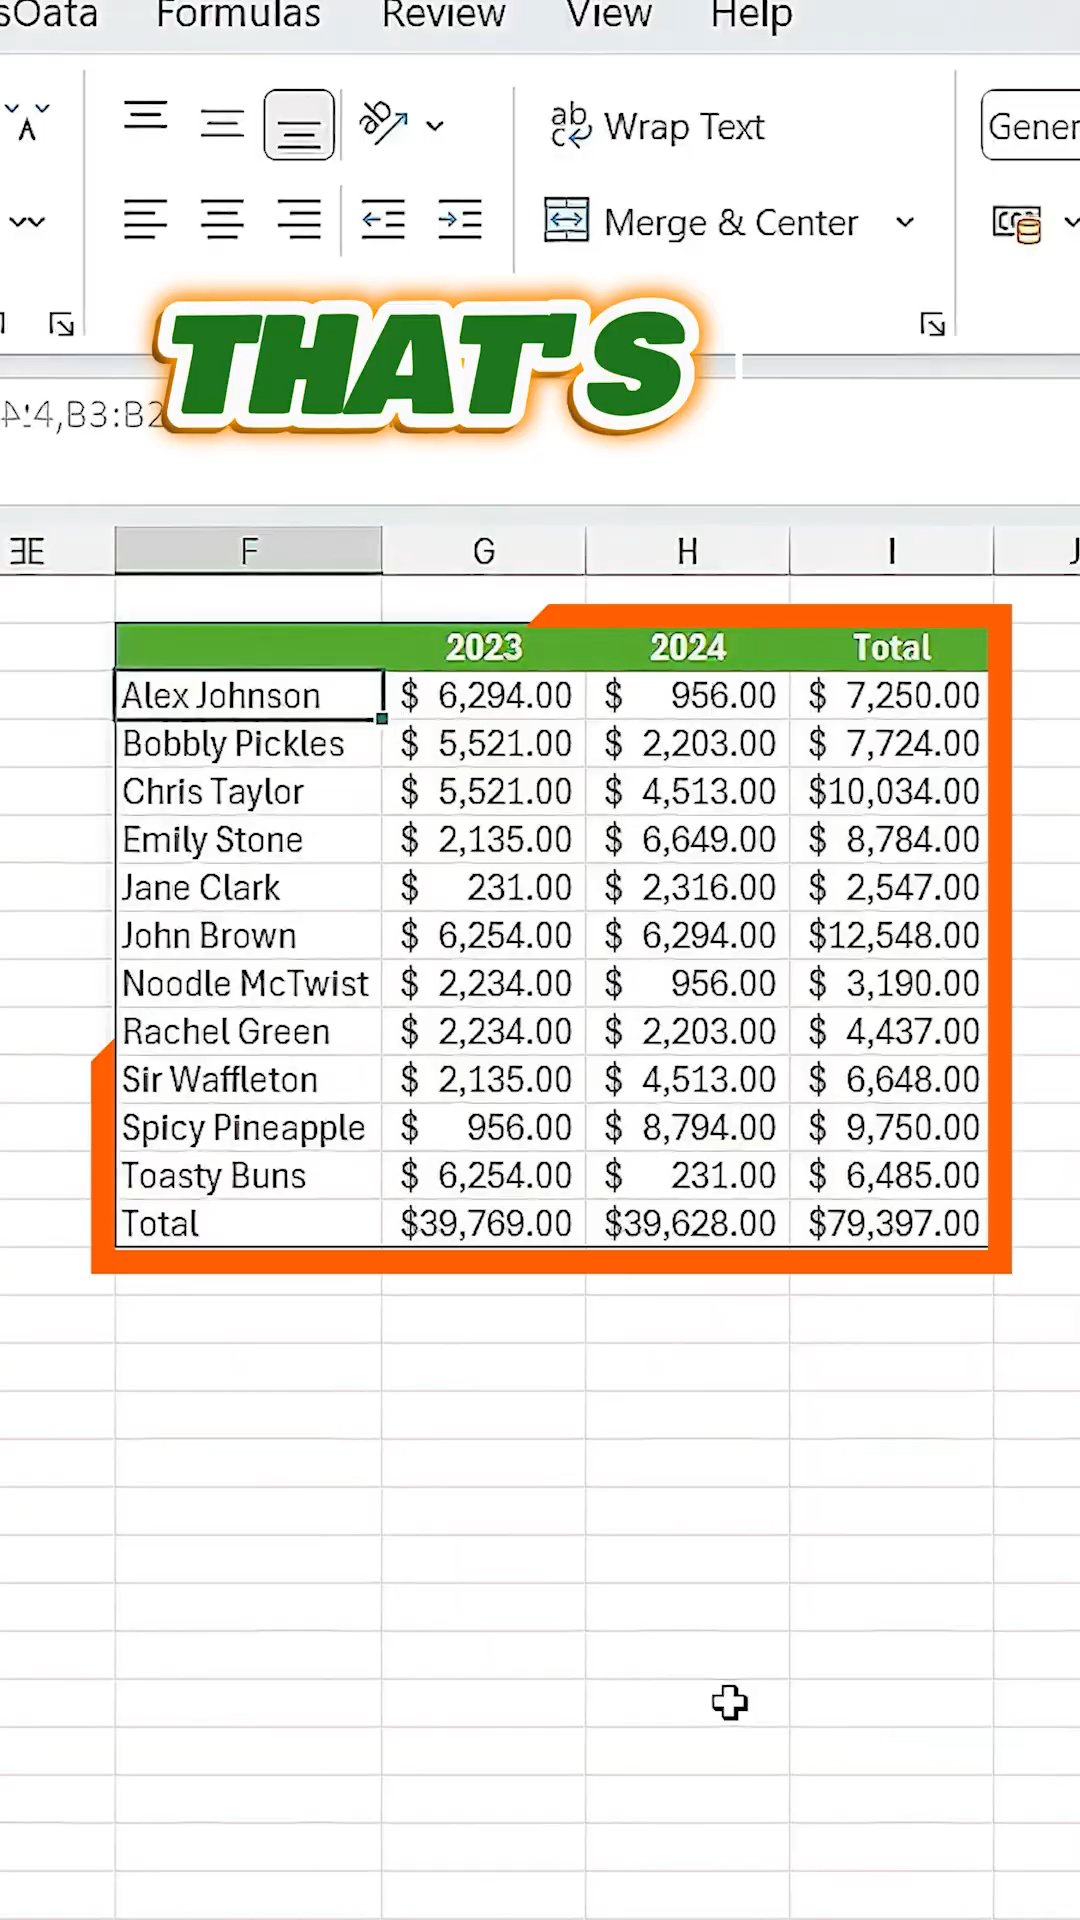 sData Formulas Review View Help
Wrap Text
Gener
Merge & Center
THAT'S
4,B3:B2
E F G H I J
2023 2024 Total
Alex Johnson $ 6,294.00 $ 956.00 $ 7,250.00
Bobbly Pickles $ 5,521.00 $ 2,203.00 $ 7,724.00
Chris Taylor $ 5,521.00 $ 4,513.00 $10,034.00
Emily Stone $ 2,135.00 $ 6,649.00 $ 8,784.00
Jane Clark $ 231.00 $ 2,316.00 $ 2,547.00
John Brown $ 6,254.00 $ 6,294.00 $12,548.00
Noodle McTwist $ 2,234.00 $ 956.00 $ 3,190.00
Rachel Green $ 2,234.00 $ 2,203.00 $ 4,437.00
Sir Waffleton $ 2,135.00 $ 4,513.00 $ 6,648.00
Spicy Pineapple $ 956.00 $ 8,794.00 $ 9,750.00
Toasty Buns $ 6,254.00 $ 231.00 $ 6,485.00
Total $39,769.00 $39,628.00 $79,397.00